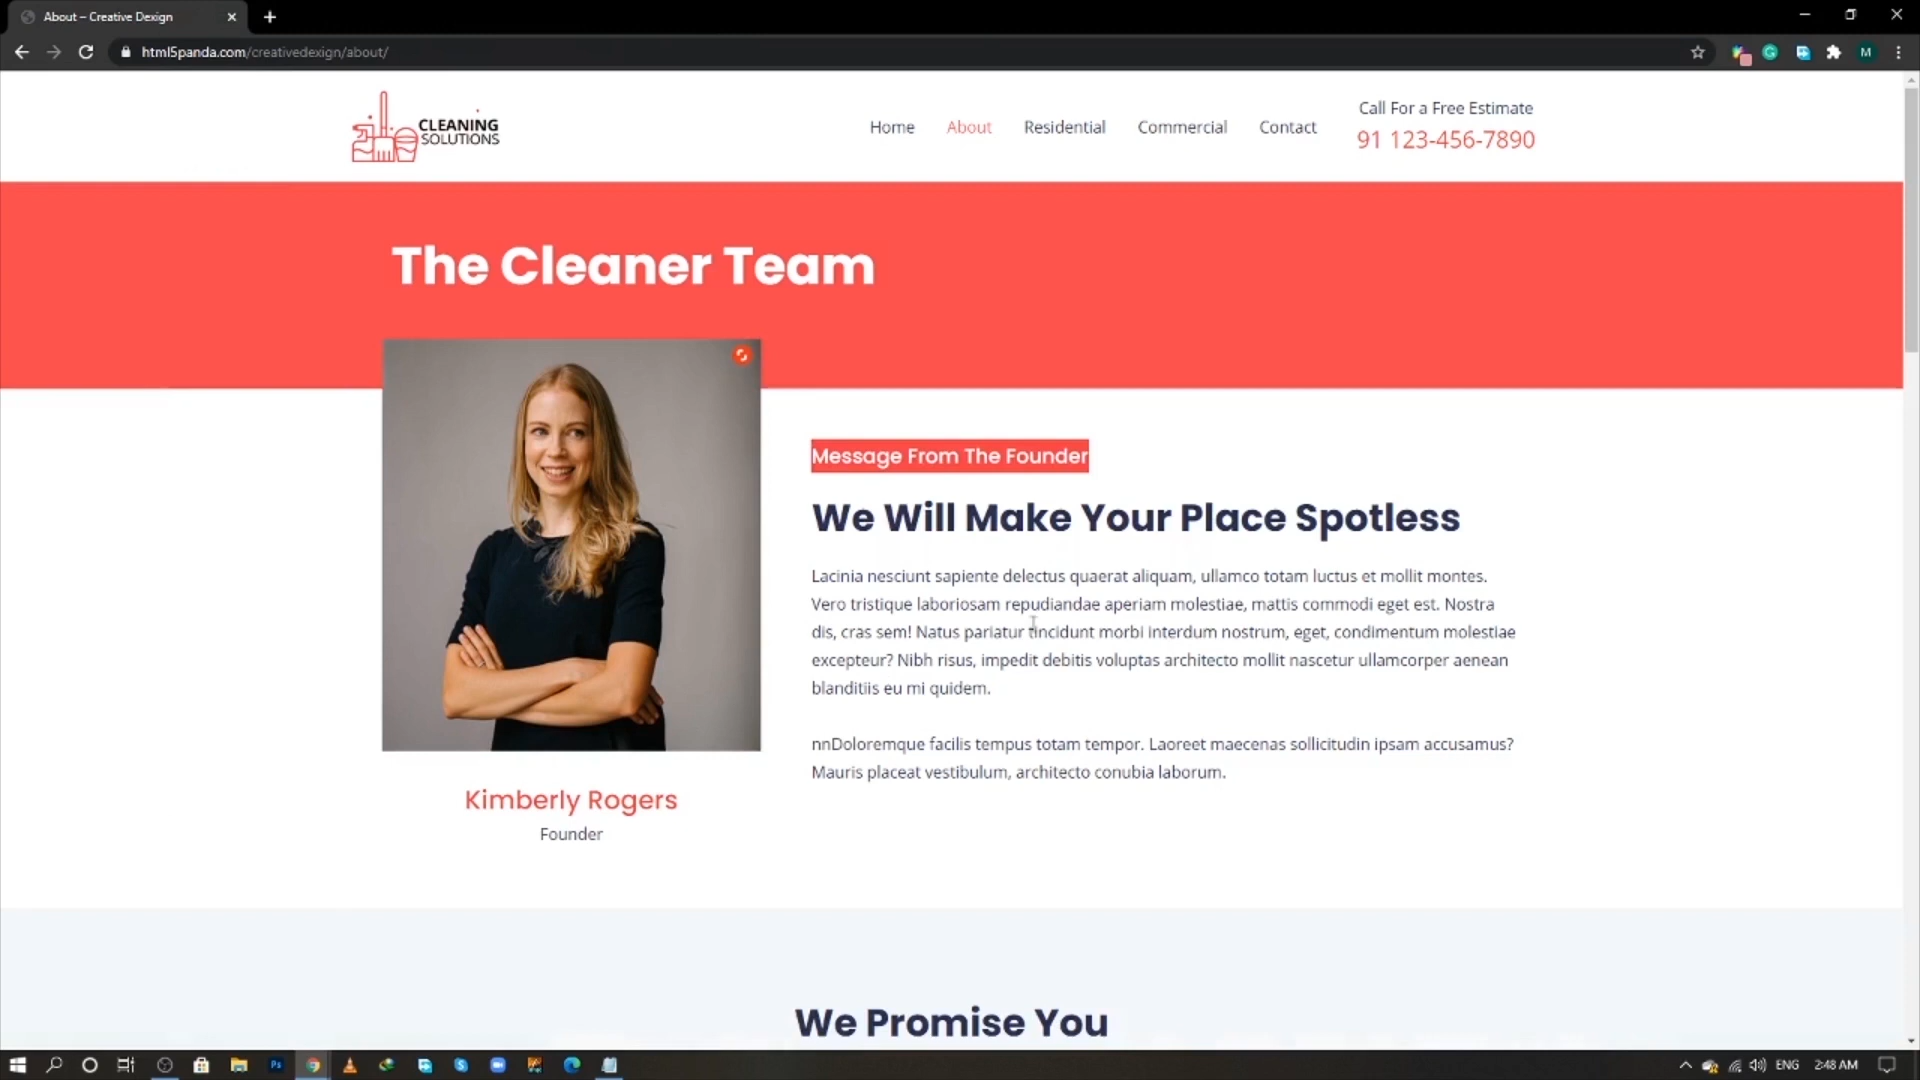 About – Creative Dexign
html5panda.com/creativedexign/about/
M
CLEANING
SOLUTIONS
Home
About
Residential
Commercial
Contact
Call For a Free Estimate
91 123-456-7890
The Cleaner Team
Message From The Founder
We Will Make Your Place Spotless
Lacinia nesciunt sapiente delectus quaerat aliquam, ullamco totam luctus et mollit montes.
Vero tristique laboriosam repudiandae aperiam molestiae, mattis commodi eget est. Nostra
dis, cras sem! Natus pariatur tincidunt morbi interdum nostrum, eget, condimentum molestiae
excepteur? Nibh risus, impedit debitis voluptas architecto mollit nascetur ullamcorper aenean
blanditiis eu mi quidem.
nnDoloremque facilis tempus totam tempor. Laoreet maecenas sollicitudin ipsam accusamus?
Mauris placeat vestibulum, architecto conubia laborum.
Kimberly Rogers
Founder
We Promise You
Ps
ENG
2:48 AM